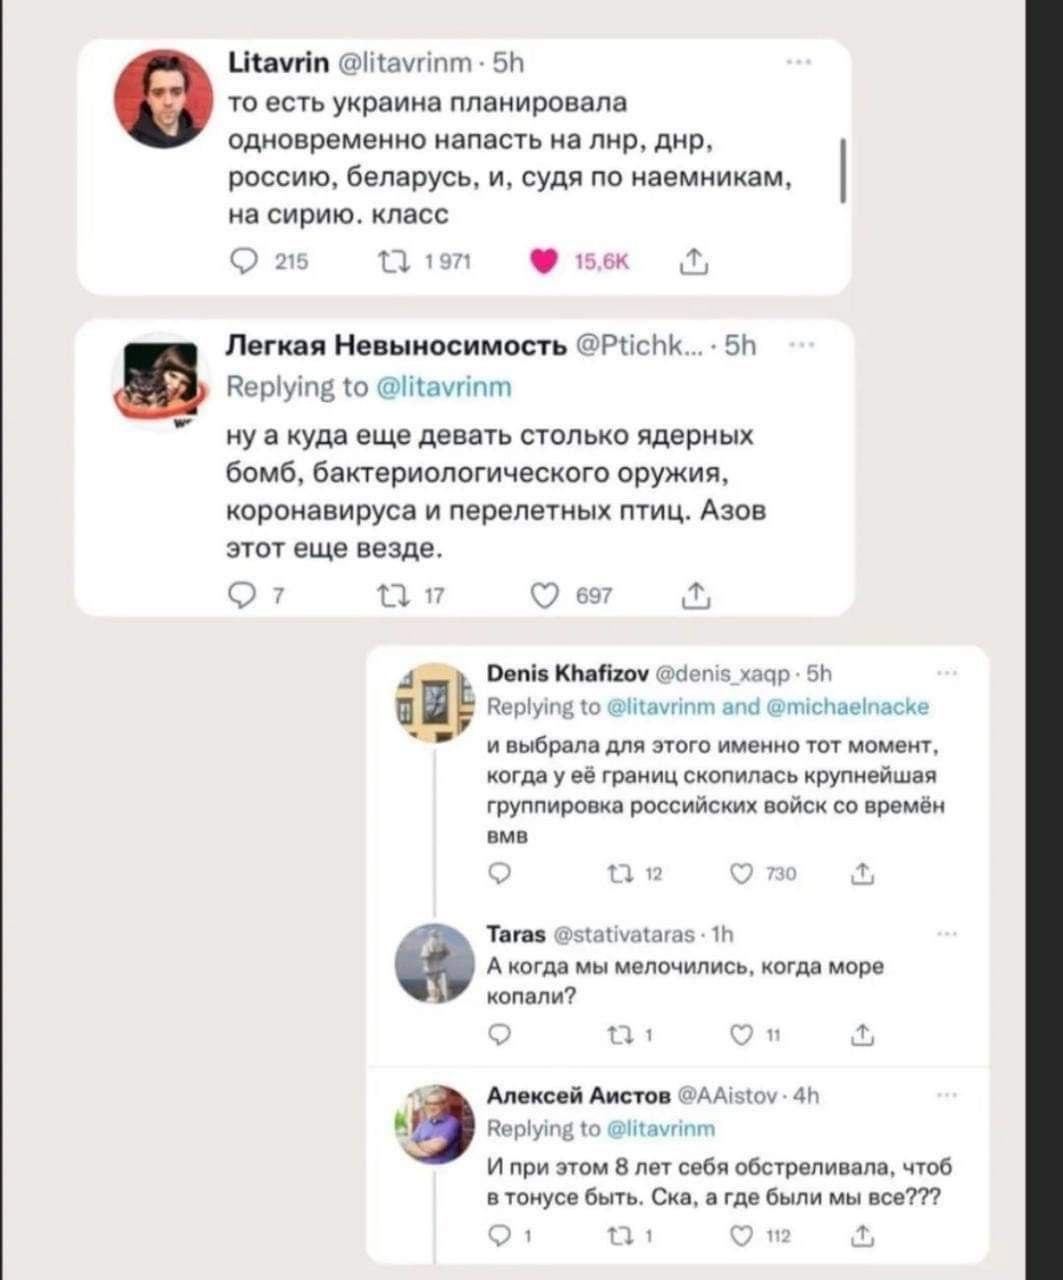 Litavrin @litavrinm · 5h
то есть украина планировала
одновременно напасть на лнр, днр,
россию, беларусь, и, судя по наемникам,
на сирию. класс
215 1 971 15,6K
Легкая Невыносимость @Ptichk... · 5h
Replying to @litavrinm
ну а куда еще девать столько ядерных
бомб, бактериологического оружия,
коронавируса и перелетных птиц. Азов
этот еще везде.
7 17 697
Denis Khafizov @denis_xaqp · 5h
Replying to @litavrinm and @michaelnacke
и выбрала для этого именно тот момент,
когда у её границ скопилась крупнейшая
группировка российских войск со времён
вмв
12 730
Taras @stativataras · 1h
А когда мы мелочились, когда море
копали?
1 11
Алексей Аистов @AAistov · 4h
Replying to @litavrinm
И при этом 8 лет себя обстреливала, чтоб
в тонусе быть. Ска, а где были мы все???
1 1 112